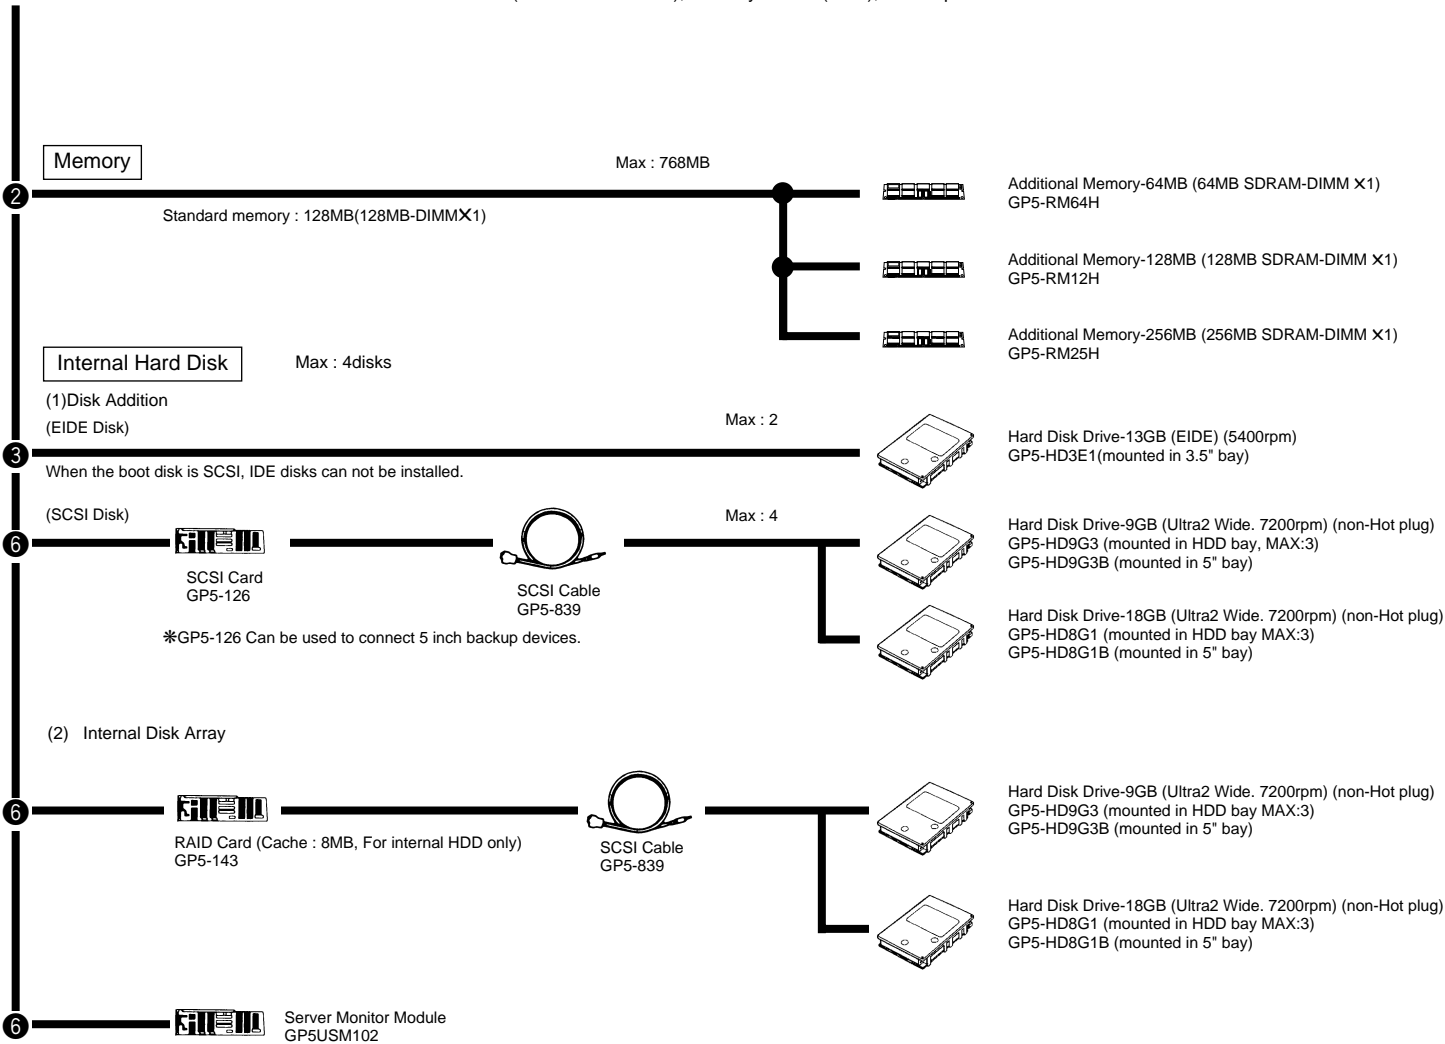 Memory
Max : 768MB
2
Standard memory : 128MB(128MB-DIMM✕1)
Additional Memory-64MB (64MB SDRAM-DIMM ✕1)
GP5-RM64H
Additional Memory-128MB (128MB SDRAM-DIMM ✕1)
GP5-RM12H
Additional Memory-256MB (256MB SDRAM-DIMM ✕1)
GP5-RM25H
Internal Hard Disk
Max : 4disks
(1)Disk Addition
(EIDE Disk)
Max : 2
3
When the boot disk is SCSI, IDE disks can not be installed.
Hard Disk Drive-13GB (EIDE) (5400rpm)
GP5-HD3E1(mounted in 3.5" bay)
(SCSI Disk)
Max : 4
6
SCSI Card
GP5-126
SCSI Cable
GP5-839
Hard Disk Drive-9GB (Ultra2 Wide. 7200rpm) (non-Hot plug)
GP5-HD9G3 (mounted in HDD bay, MAX:3)
GP5-HD9G3B (mounted in 5" bay)
Hard Disk Drive-18GB (Ultra2 Wide. 7200rpm) (non-Hot plug)
GP5-HD8G1 (mounted in HDD bay MAX:3)
GP5-HD8G1B (mounted in 5" bay)
✻GP5-126 Can be used to connect 5 inch backup devices.
(2) Internal Disk Array
6
RAID Card (Cache : 8MB, For internal HDD only)
GP5-143
SCSI Cable
GP5-839
Hard Disk Drive-9GB (Ultra2 Wide. 7200rpm) (non-Hot plug)
GP5-HD9G3 (mounted in HDD bay MAX:3)
GP5-HD9G3B (mounted in 5" bay)
Hard Disk Drive-18GB (Ultra2 Wide. 7200rpm) (non-Hot plug)
GP5-HD8G1 (mounted in HDD bay MAX:3)
GP5-HD8G1B (mounted in 5" bay)
6
Server Monitor Module
GP5USM102